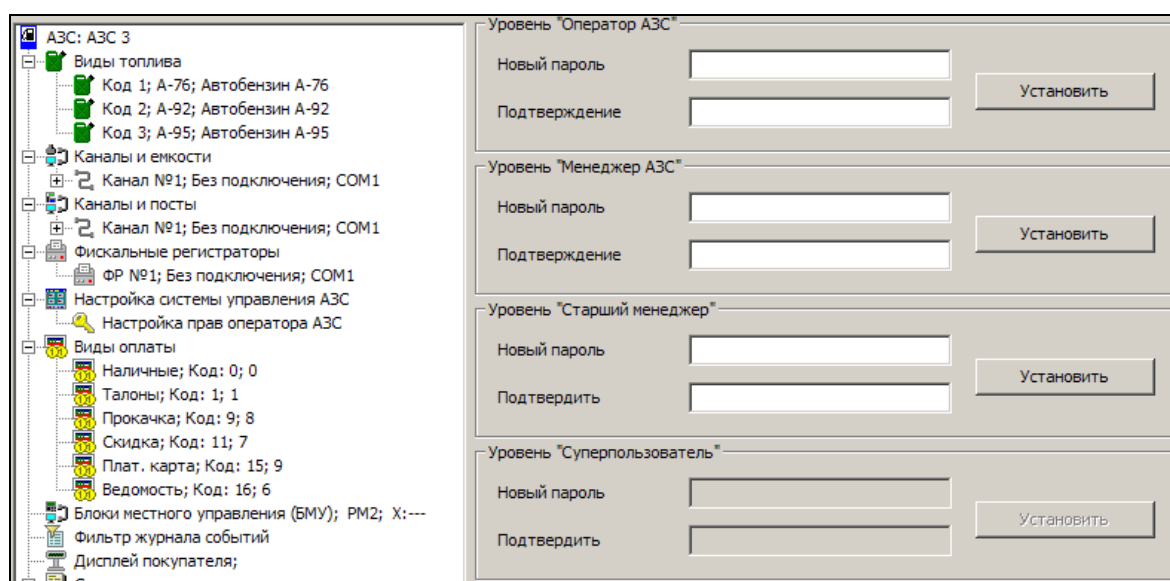 АЗС: АЗС 3
Виды топлива
Код 1; А-76; Автобензин А-76
Код 2; А-92; Автобензин А-92
Код 3; А-95; Автобензин А-95
Каналы и емкости
Канал №1; Без подключения; COM1
Каналы и посты
Канал №1; Без подключения; COM1
Фискальные регистраторы
ФР №1; Без подключения; COM1
Настройка системы управления АЗС
Настройка прав оператора АЗС
Виды оплаты
Наличные; Код: 0; 0
Талоны; Код: 1; 1
Прокачка; Код: 9; 8
Скидка; Код: 11; 7
Плат. карта; Код: 15; 9
Ведомость; Код: 16; 6
Блоки местного управления (БМУ); РМ2; X:---
Фильтр журнала событий
Дисплей покупателя;
Уровень "Оператор АЗС"
Новый пароль
Установить
Подтверждение
Уровень "Менеджер АЗС"
Новый пароль
Установить
Подтверждение
Уровень "Старший менеджер"
Новый пароль
Установить
Подтвердить
Уровень "Суперпользователь"
Новый пароль
Установить
Подтвердить